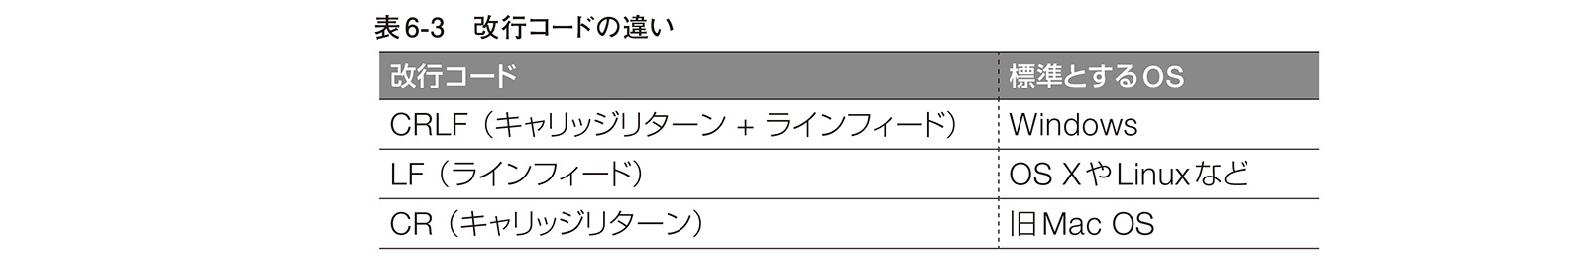 表6-3 改行コードの違い
改行コード 標準とするOS
CRLF（キャリッジリターン + ラインフィード） Windows
LF（ラインフィード） OS XやLinuxなど
CR（キャリッジリターン） 旧Mac OS